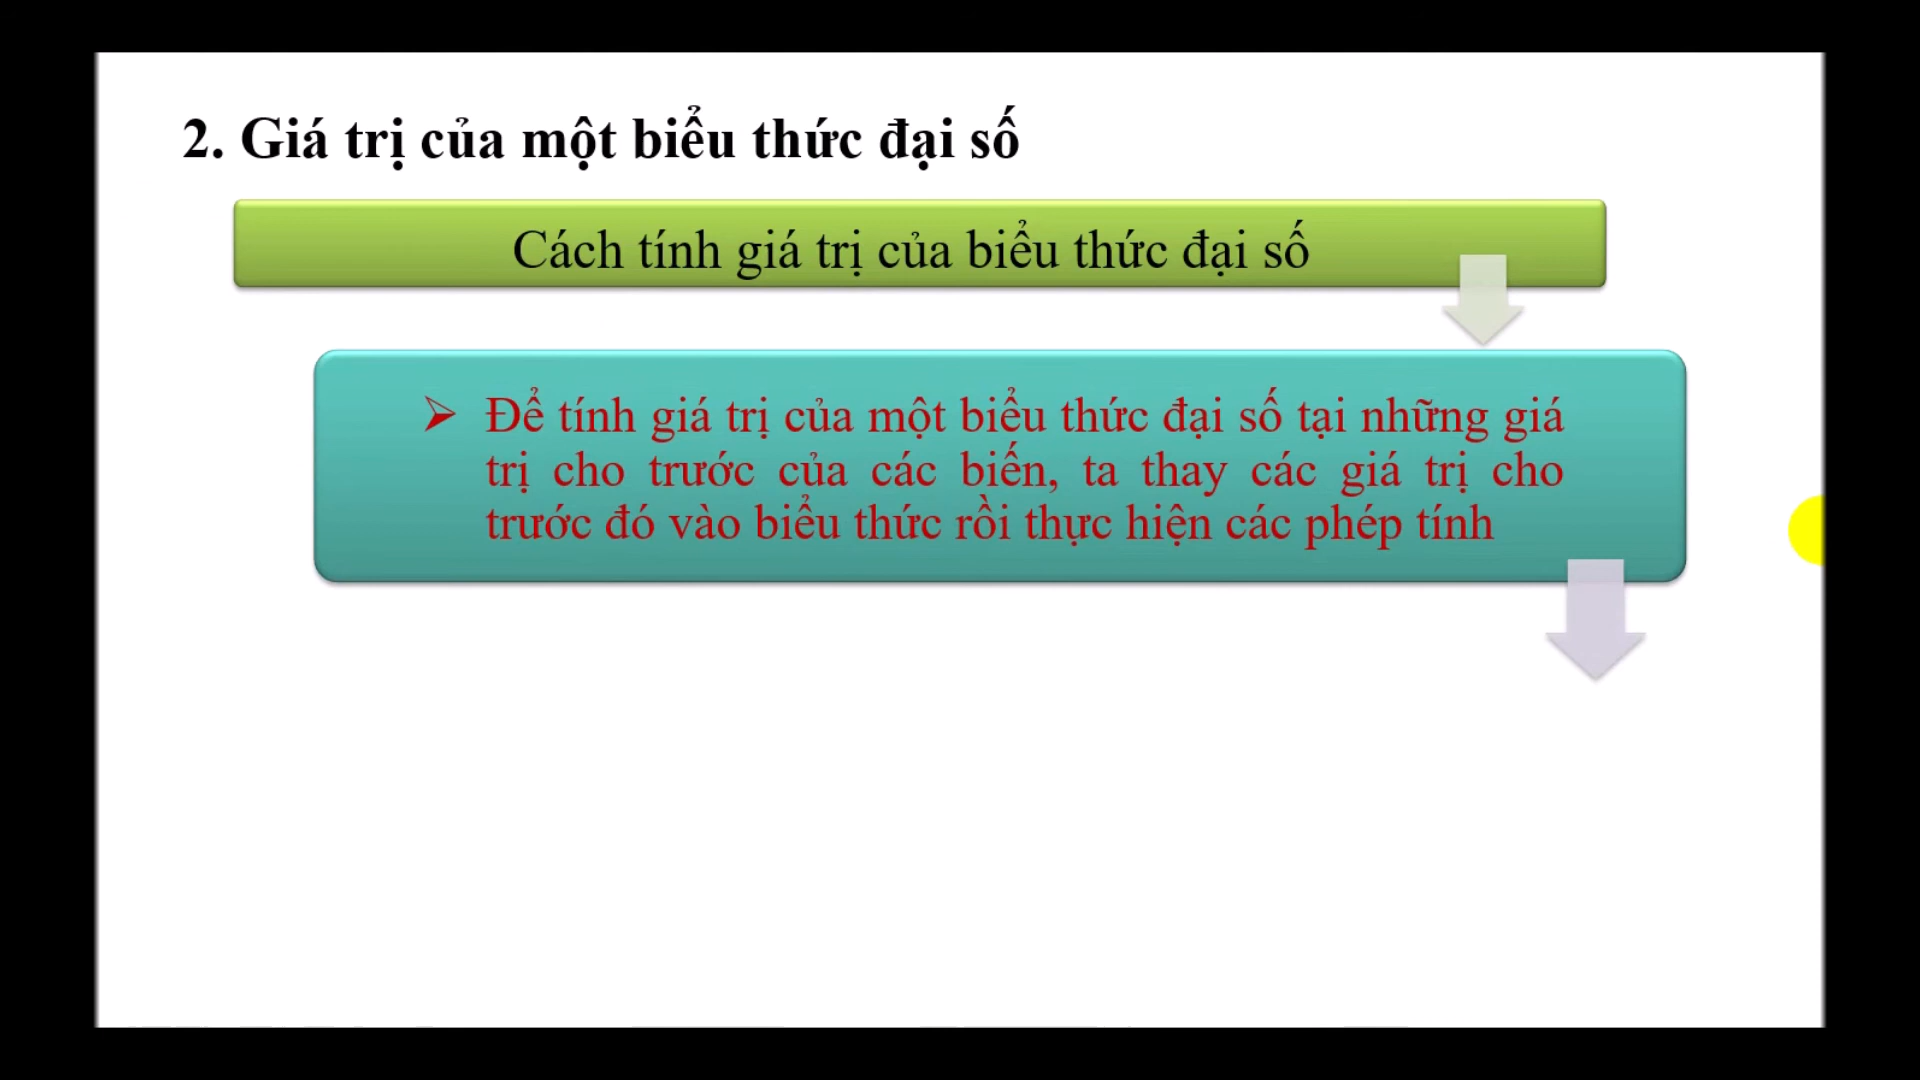 2. Giá trị của một biểu thức đại số
Cách tính giá trị của biểu thức đại số
Để tính giá trị của một biểu thức đại số tại những giá
trị cho trước của các biến, ta thay các giá trị cho
trước đó vào biểu thức rồi thực hiện các phép tính